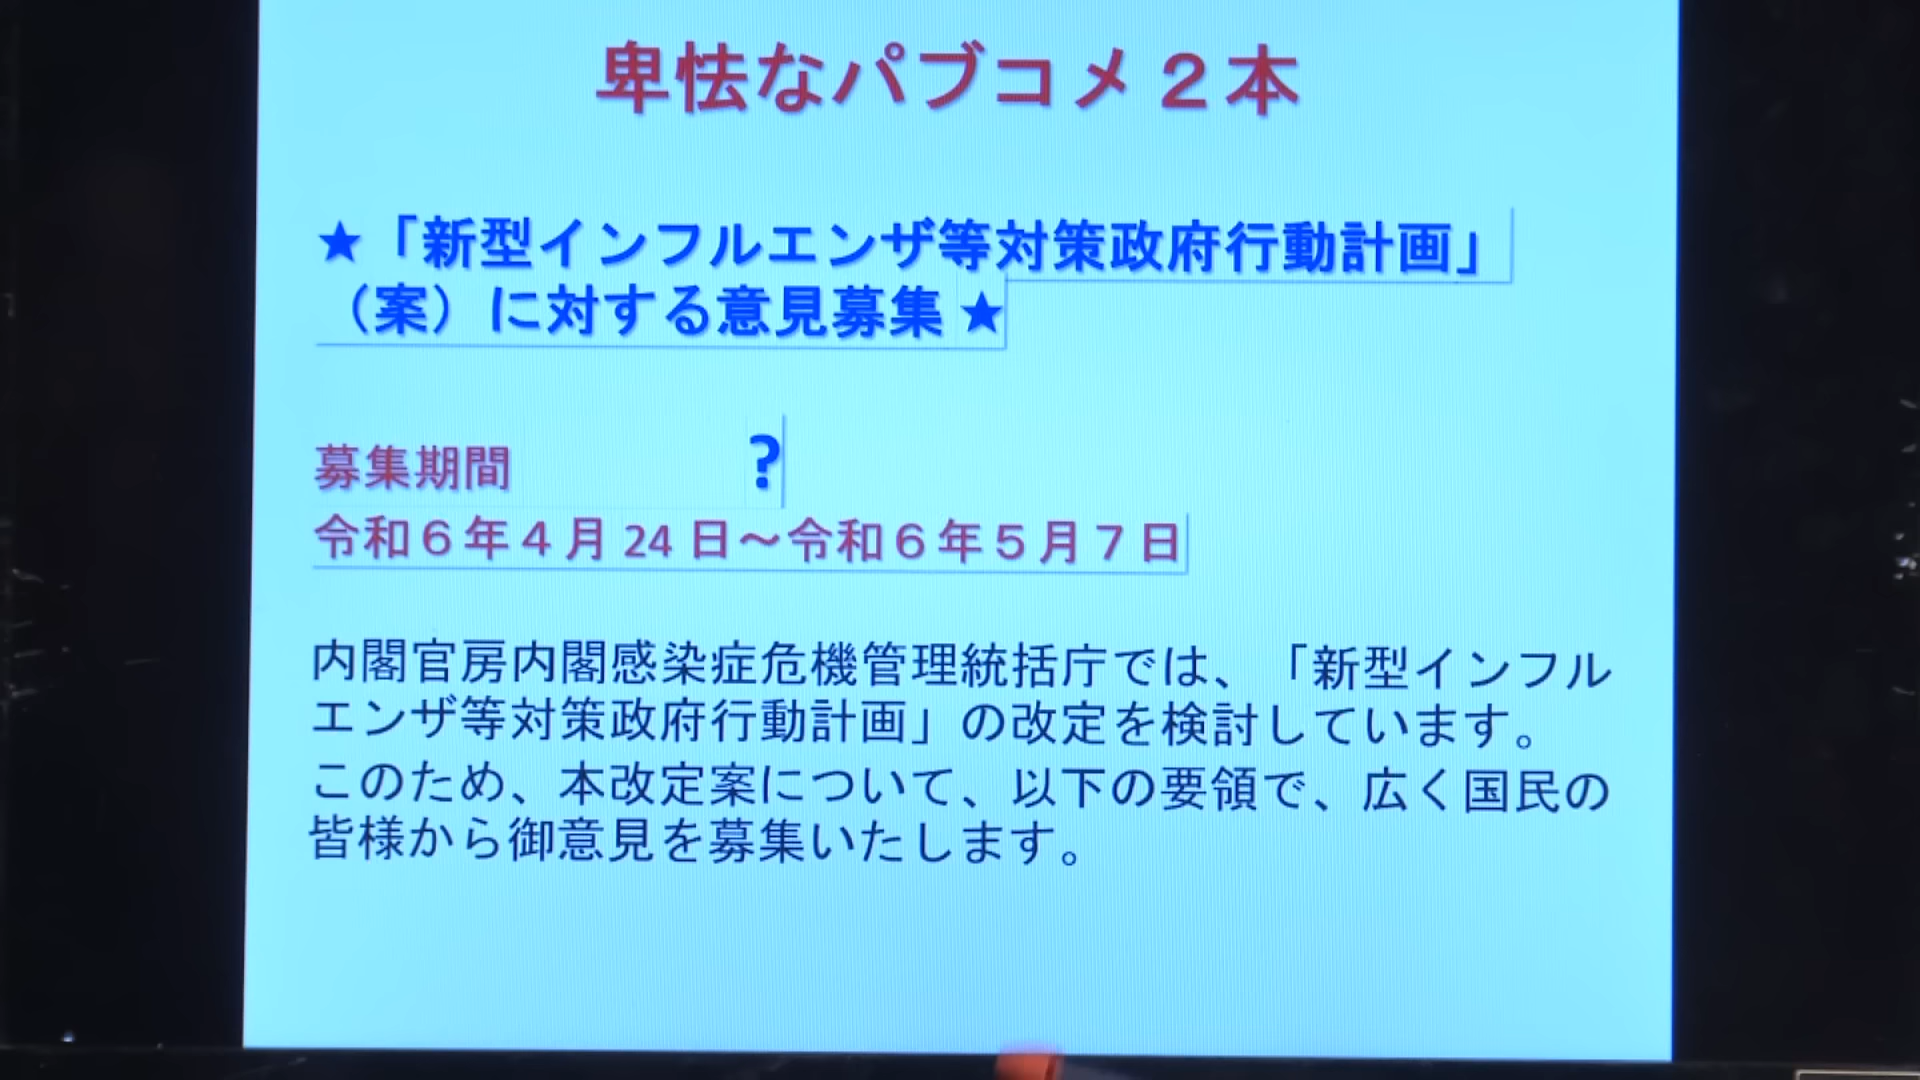 卑怯なパブコメ２本
★「新型インフルエンザ等対策政府行動計画」
（案）に対する意見募集 ★
募集期間 ?
令和６年４月 24 日～令和６年５月７日
内閣官房内閣感染症危機管理統括庁では、「新型インフル
エンザ等対策政府行動計画」の改定を検討しています。
このため、本改定案について、以下の要領で、広く国民の
皆様から御意見を募集いたします。